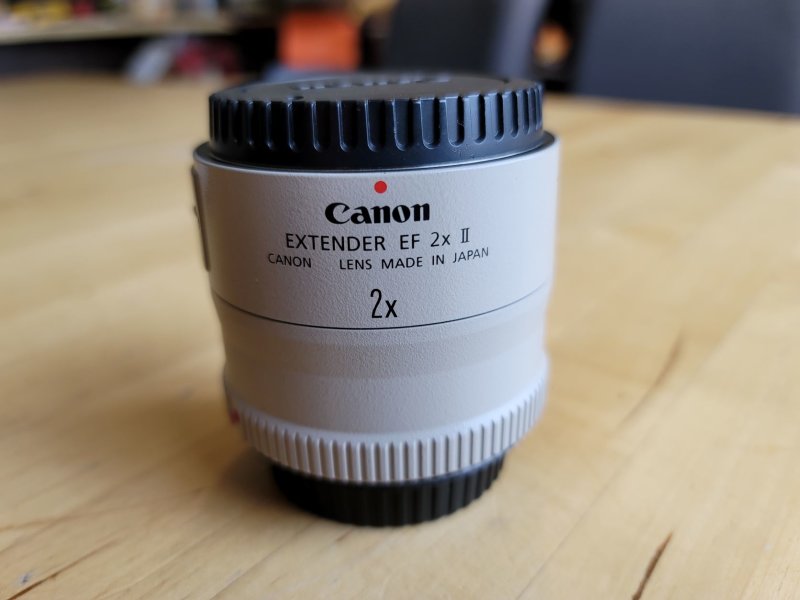 Canon
EXTENDER EF 2x II
CANON LENS MADE IN JAPAN
2x